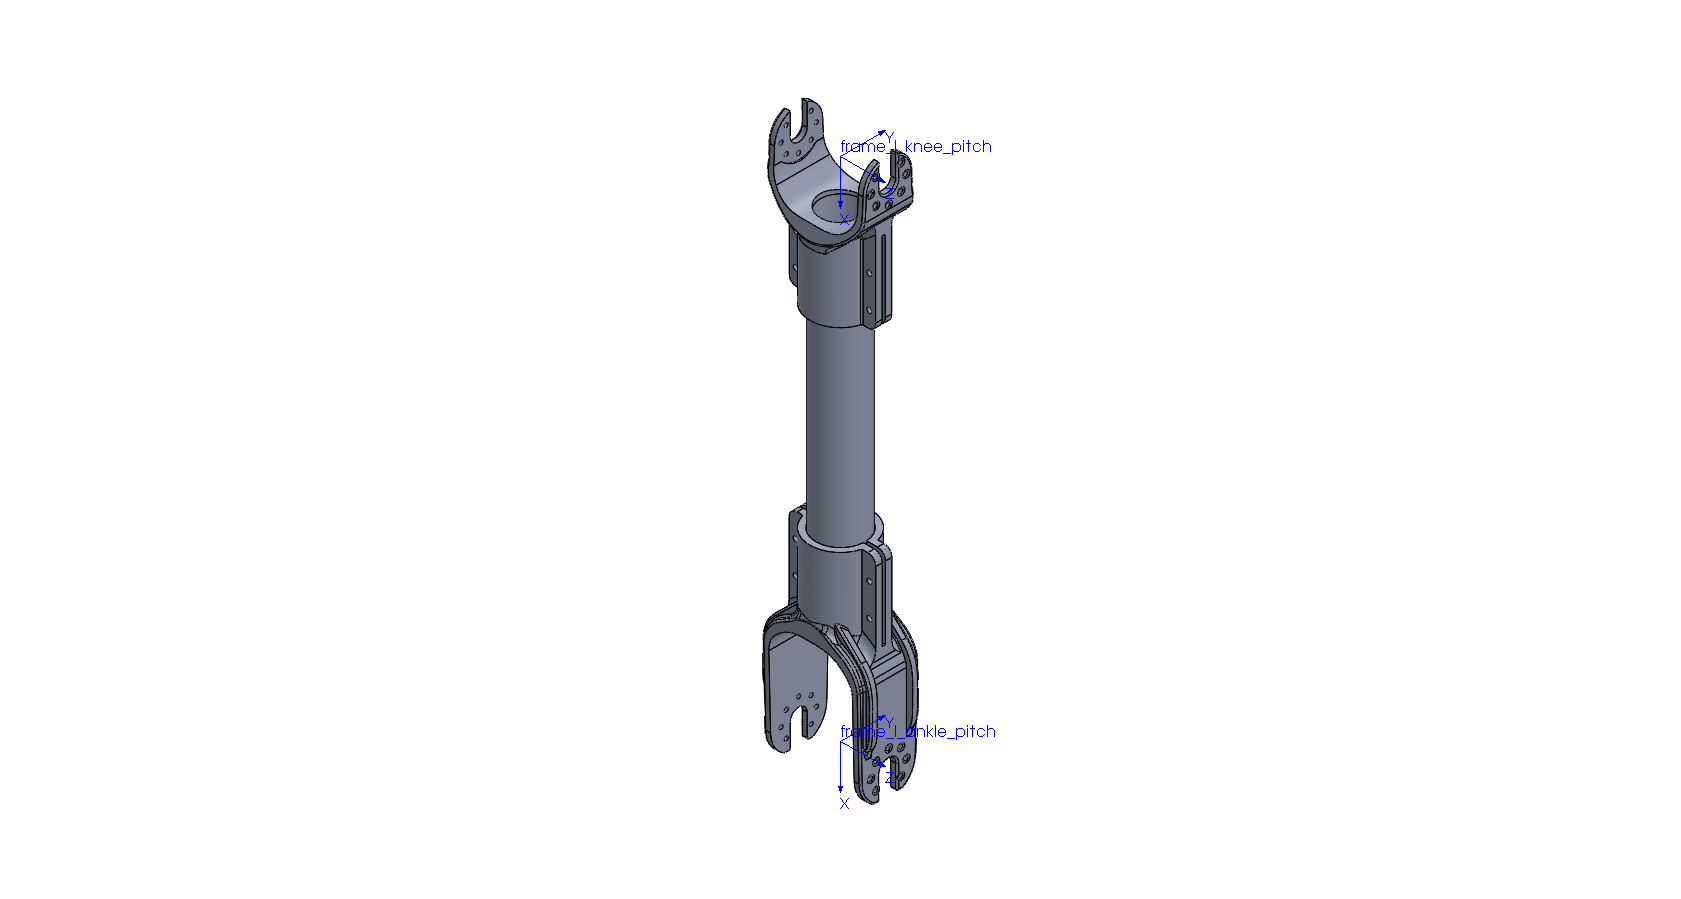 Y
frame_l_knee_pitch
Z
X
Y
frame_l_ankle_pitch
Z
X